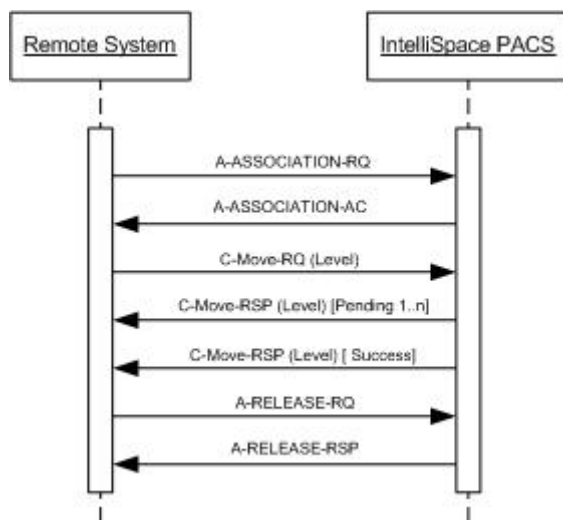 Remote System
IntelliSpace PACS
A-ASSOCIATION-RQ
A-ASSOCIATION-AC
C-Move-RQ (Level)
C-Move-RSP (Level) [Pending 1..n]
C-Move-RSP (Level) [ Success]
A-RELEASE-RQ
A-RELEASE-RSP